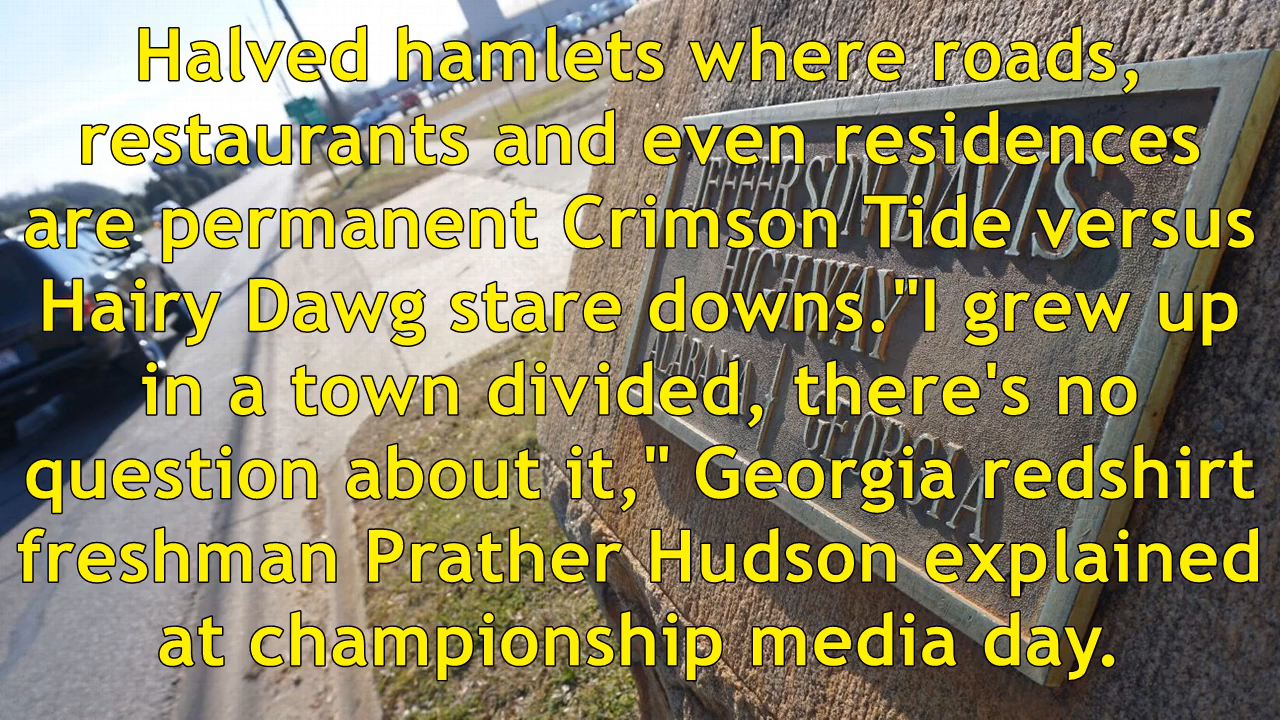 Halved hamlets where roads,
restaurants and even residences
are permanent Crimson Tide versus
Hairy Dawg stare downs."I grew up
in a town divided, there's no
question about it," Georgia redshirt
freshman Prather Hudson explained
at championship media day.
JEFFERSON DAVIS
HIGHWAY
ALABAMA / GEORGIA